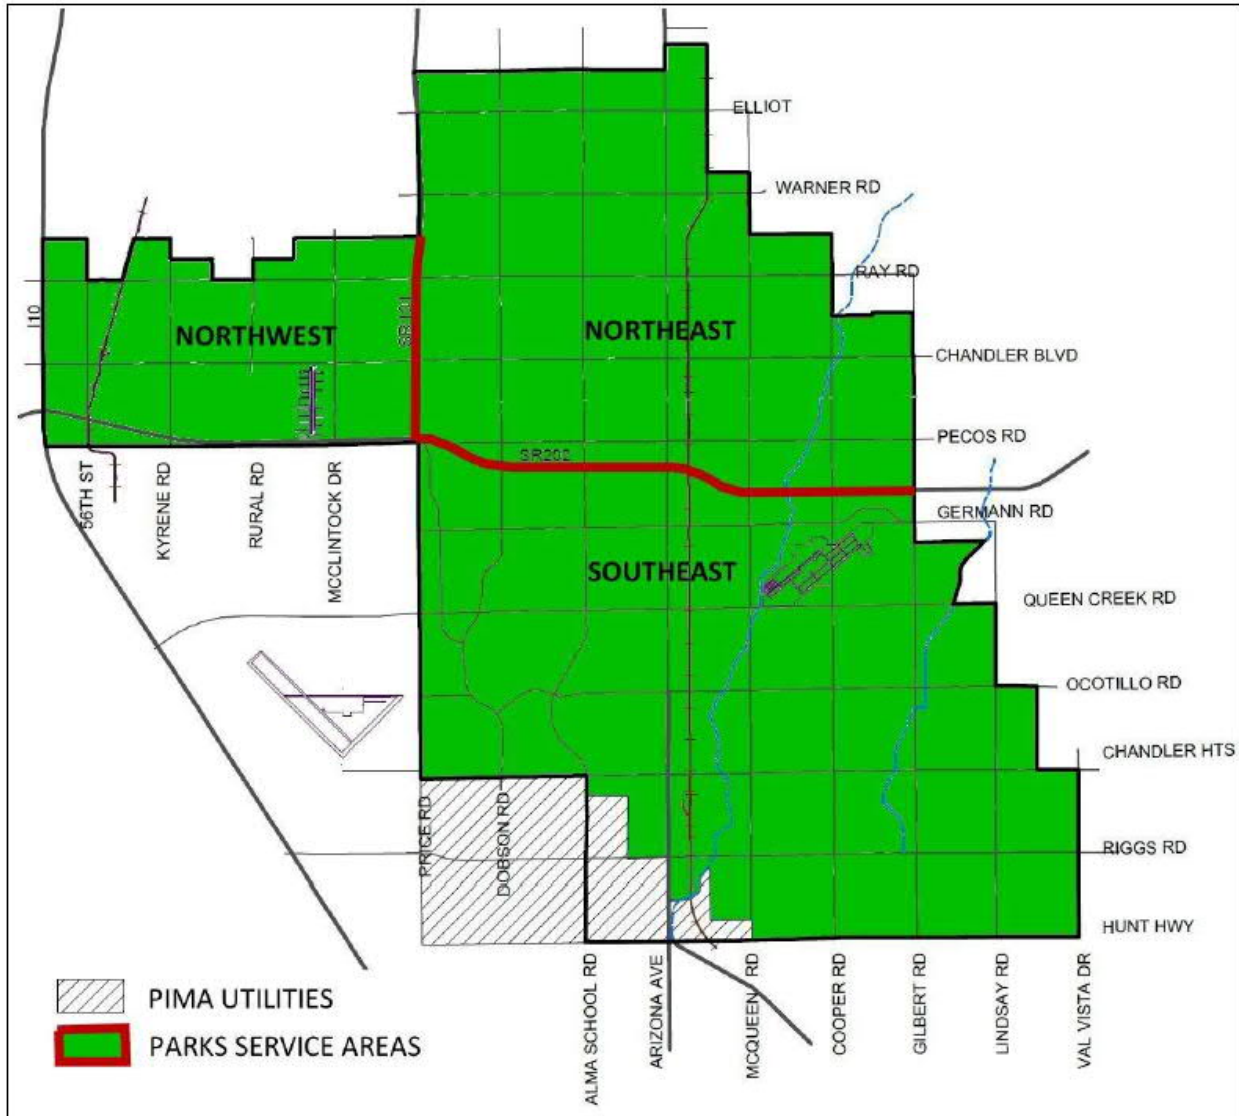 ELLIOT
WARNER RD
RAY RD
I10
NORTHWEST
SR101
NORTHEAST
CHANDLER BLVD
PECOS RD
SR202
56TH ST
KYRENE RD
RURAL RD
MCCLINTOCK DR
GERMANN RD
SOUTHEAST
QUEEN CREEK RD
OCOTILLO RD
CHANDLER HTS
PRICE RD
DOBSON RD
RIGGS RD
HUNT HWY
ALMA SCHOOL RD
ARIZONA AVE
MCQUEEN RD
COOPER RD
GILBERT RD
LINDSAY RD
VAL VISTA DR
PIMA UTILITIES
PARKS SERVICE AREAS